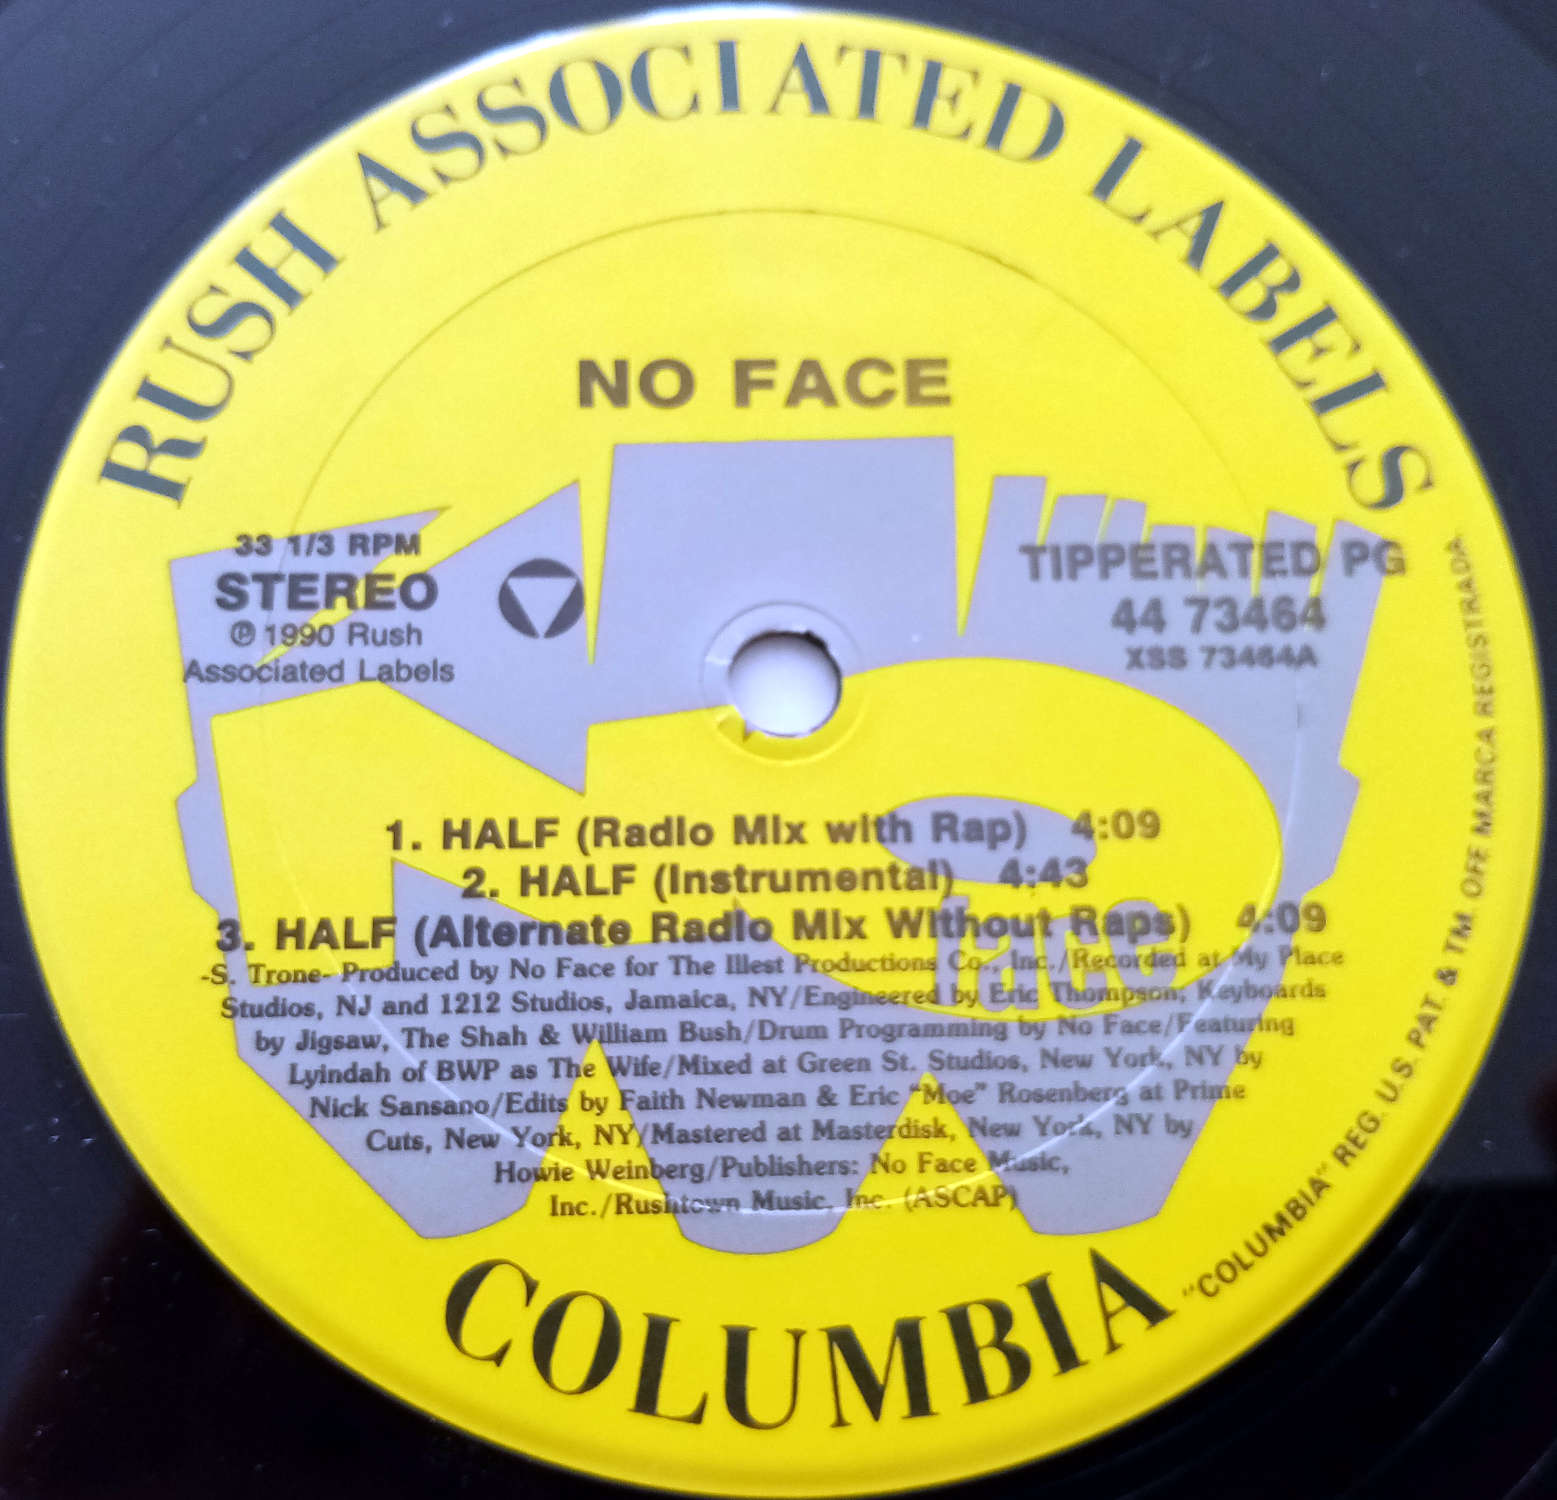 RUSH ASSOCIATED LABELS
NO FACE
33 1/3 RPM
STEREO
℗ 1990 Rush
Associated Labels
TIPPERATED PG
44 73464
XSS 73464A
1. HALF (Radio Mix with Rap) 4:09
2. HALF (Instrumental) 4:43
3. HALF (Alternate Radio Mix Without Raps) 4:09
-S. Trone- Produced by No Face for The Illest Productions Co., Inc./Recorded at My Place
Studios, NJ and 1212 Studios, Jamaica, NY/Engineered by Eric Thompson, Keyboards
by Jigsaw, The Shah & William Bush/Drum Programming by No Face/Featuring
Lyindah of BWP as The Wife/Mixed at Green St. Studios, New York, NY by
Nick Sansano/Edits by Faith Newman & Eric "Moe" Rosenberg at Prime
Cuts, New York, NY/Mastered at Masterdisk, New York, NY by
Howie Weinberg/Publishers: No Face Music,
Inc./Rushtown Music, Inc. (ASCAP)
COLUMBIA
"COLUMBIA" REG. U.S. PAT. & TM. OFF. MARCA REGISTRADA.